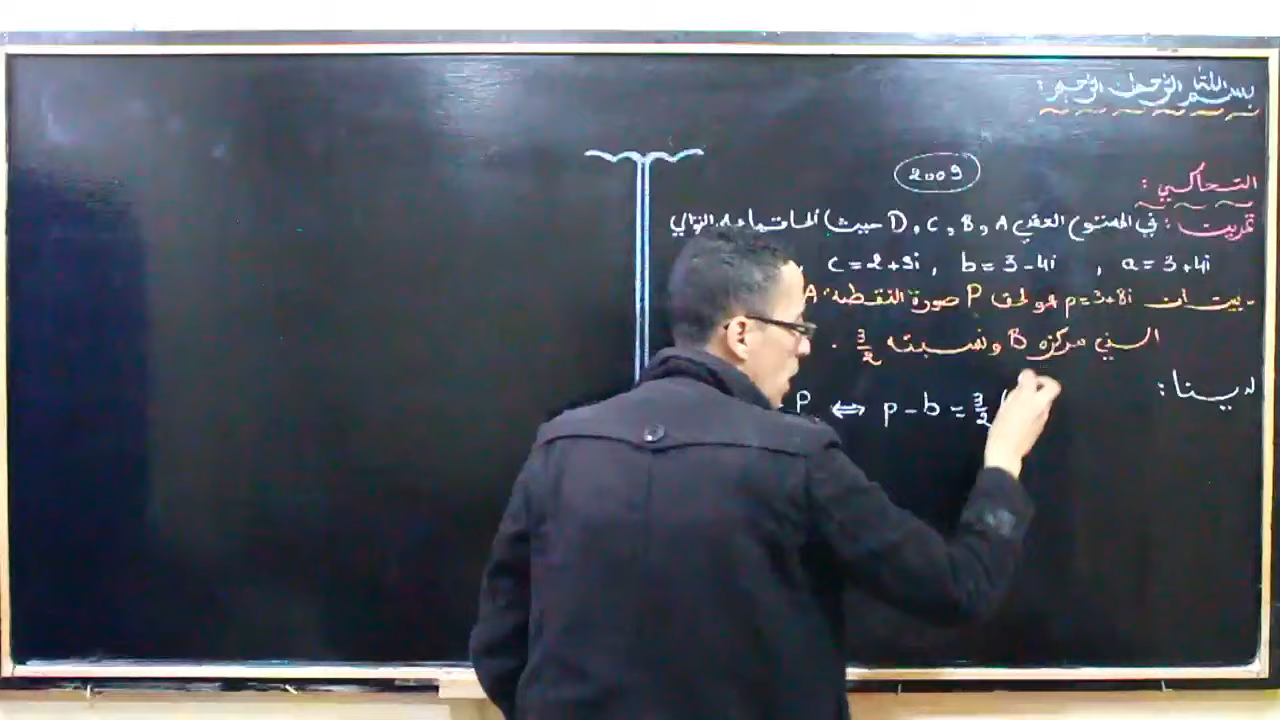 بسم الله الرحمن الرحيم :
2009
التحاكي :
تمرين : في المستوى العقدي A و B و C و D حيث ألحاقها هي التوالي
a = 3+4i , b = 3-4i , c = 2+3i
- بين أن p=3+8i هو لحق P صورة النقطة A
الذي مركزه B ونسبته 3/2 .
لدينا :
P ⇔ p - b = 3/2 (